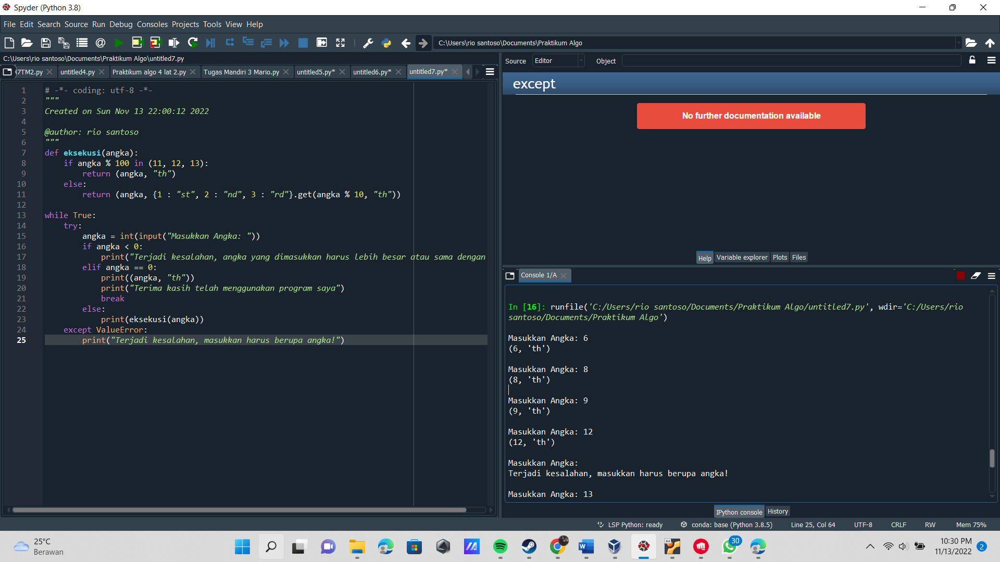 Spyder (Python 3.8)
File Edit Search Source Run Debug Consoles Projects Tools View Help
C:\Users\rio santoso\Documents\Praktikum Algo
C:\Users\rio santoso\Documents\Praktikum Algo\untitled7.py
7TM2.py untitled4.py Praktikum algo 4 lat 2.py Tugas Mandiri 3 Mario.py untitled5.py* untitled6.py* untitled7.py*
1 # -*- coding: utf-8 -*-
2 """
3 Created on Sun Nov 13 22:00:12 2022
4
5 @author: rio santoso
6 """
7 def eksekusi(angka):
8     if angka % 100 in (11, 12, 13):
9         return (angka, "th")
10     else:
11         return (angka, {1 : "st", 2 : "nd", 3 : "rd"}.get(angka % 10, "th"))
12
13 while True:
14     try:
15         angka = int(input("Masukkan Angka: "))
16         if angka < 0:
17             print("Terjadi kesalahan, angka yang dimasukkan harus lebih besar atau sama dengan
18         elif angka == 0:
19             print((angka, "th"))
20             print("Terima kasih telah menggunakan program saya")
21             break
22         else:
23             print(eksekusi(angka))
24     except ValueError:
25         print("Terjadi kesalahan, masukkan harus berupa angka!")
Source Editor Object
except
No further documentation available
Help Variable explorer Plots Files
Console 1/A
In [16]: runfile('C:/Users/rio santoso/Documents/Praktikum Algo/untitled7.py', wdir='C:/Users/rio
santoso/Documents/Praktikum Algo')
Masukkan Angka: 6
(6, 'th')
Masukkan Angka: 8
(8, 'th')
Masukkan Angka: 9
(9, 'th')
Masukkan Angka: 12
(12, 'th')
Masukkan Angka:
Terjadi kesalahan, masukkan harus berupa angka!
Masukkan Angka: 13
IPython console History
LSP Python: ready conda: base (Python 3.8.5) Line 25, Col 64 UTF-8 CRLF RW Mem 75%
25°C
Berawan
64
30
10:30 PM
11/13/2022
2